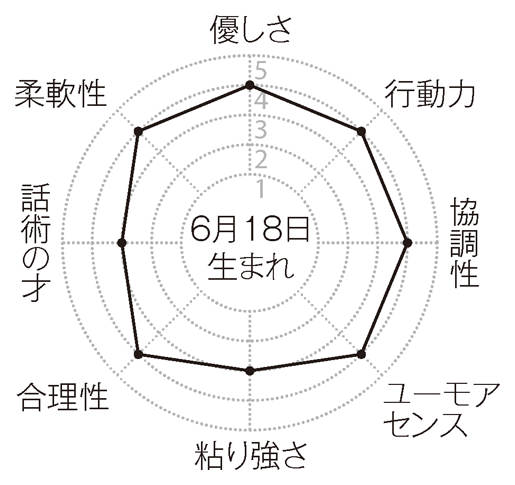 優しさ
行動力
協調性
ユーモア
センス
粘り強さ
合理性
話術の才
柔軟性
5
4
3
2
1
6月18日
生まれ